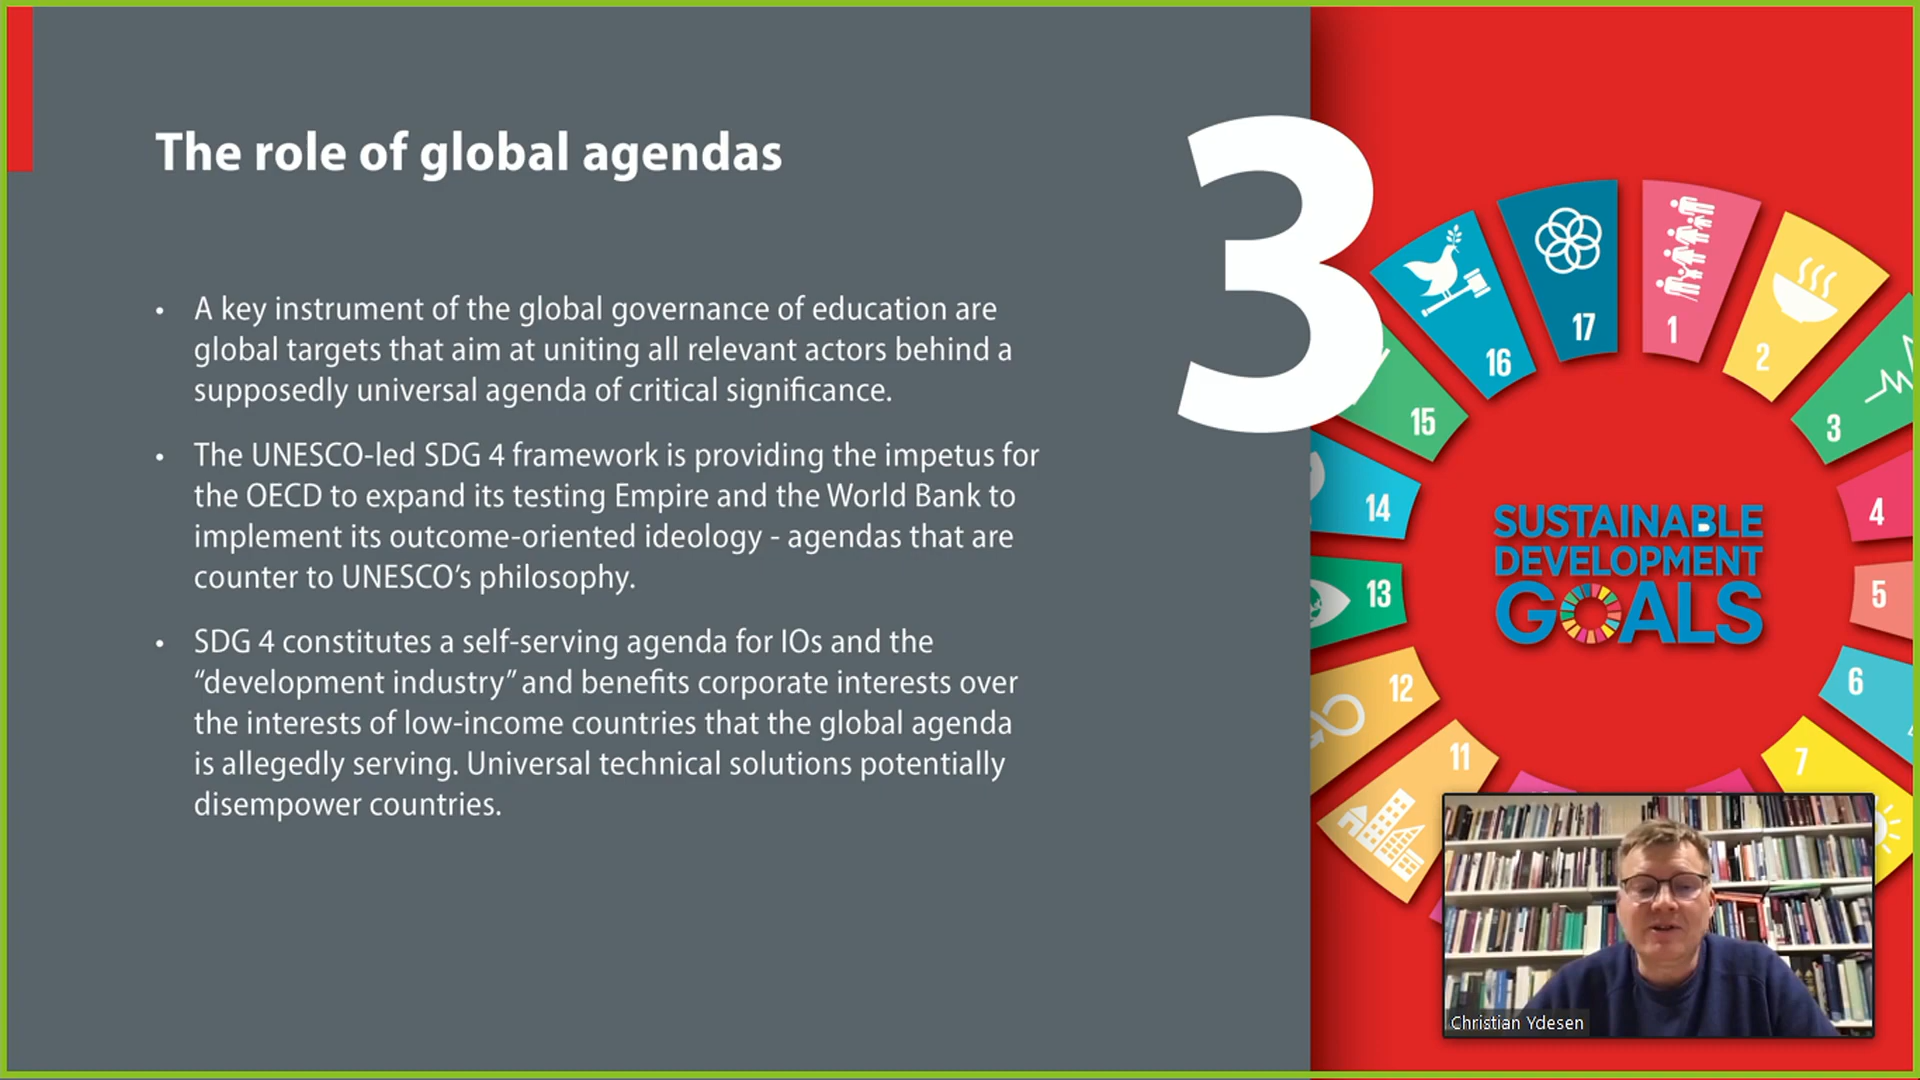 The role of global agendas
3
• A key instrument of the global governance of education are
global targets that aim at uniting all relevant actors behind a
supposedly universal agenda of critical significance.
• The UNESCO-led SDG 4 framework is providing the impetus for
the OECD to expand its testing Empire and the World Bank to
implement its outcome-oriented ideology - agendas that are
counter to UNESCO’s philosophy.
• SDG 4 constitutes a self-serving agenda for IOs and the
“development industry” and benefits corporate interests over
the interests of low-income countries that the global agenda
is allegedly serving. Universal technical solutions potentially
disempower countries.
1
2
3
4
5
6
7
11
12
13
14
15
16
17
SUSTAINABLE
DEVELOPMENT
GOALS
Christian Ydesen